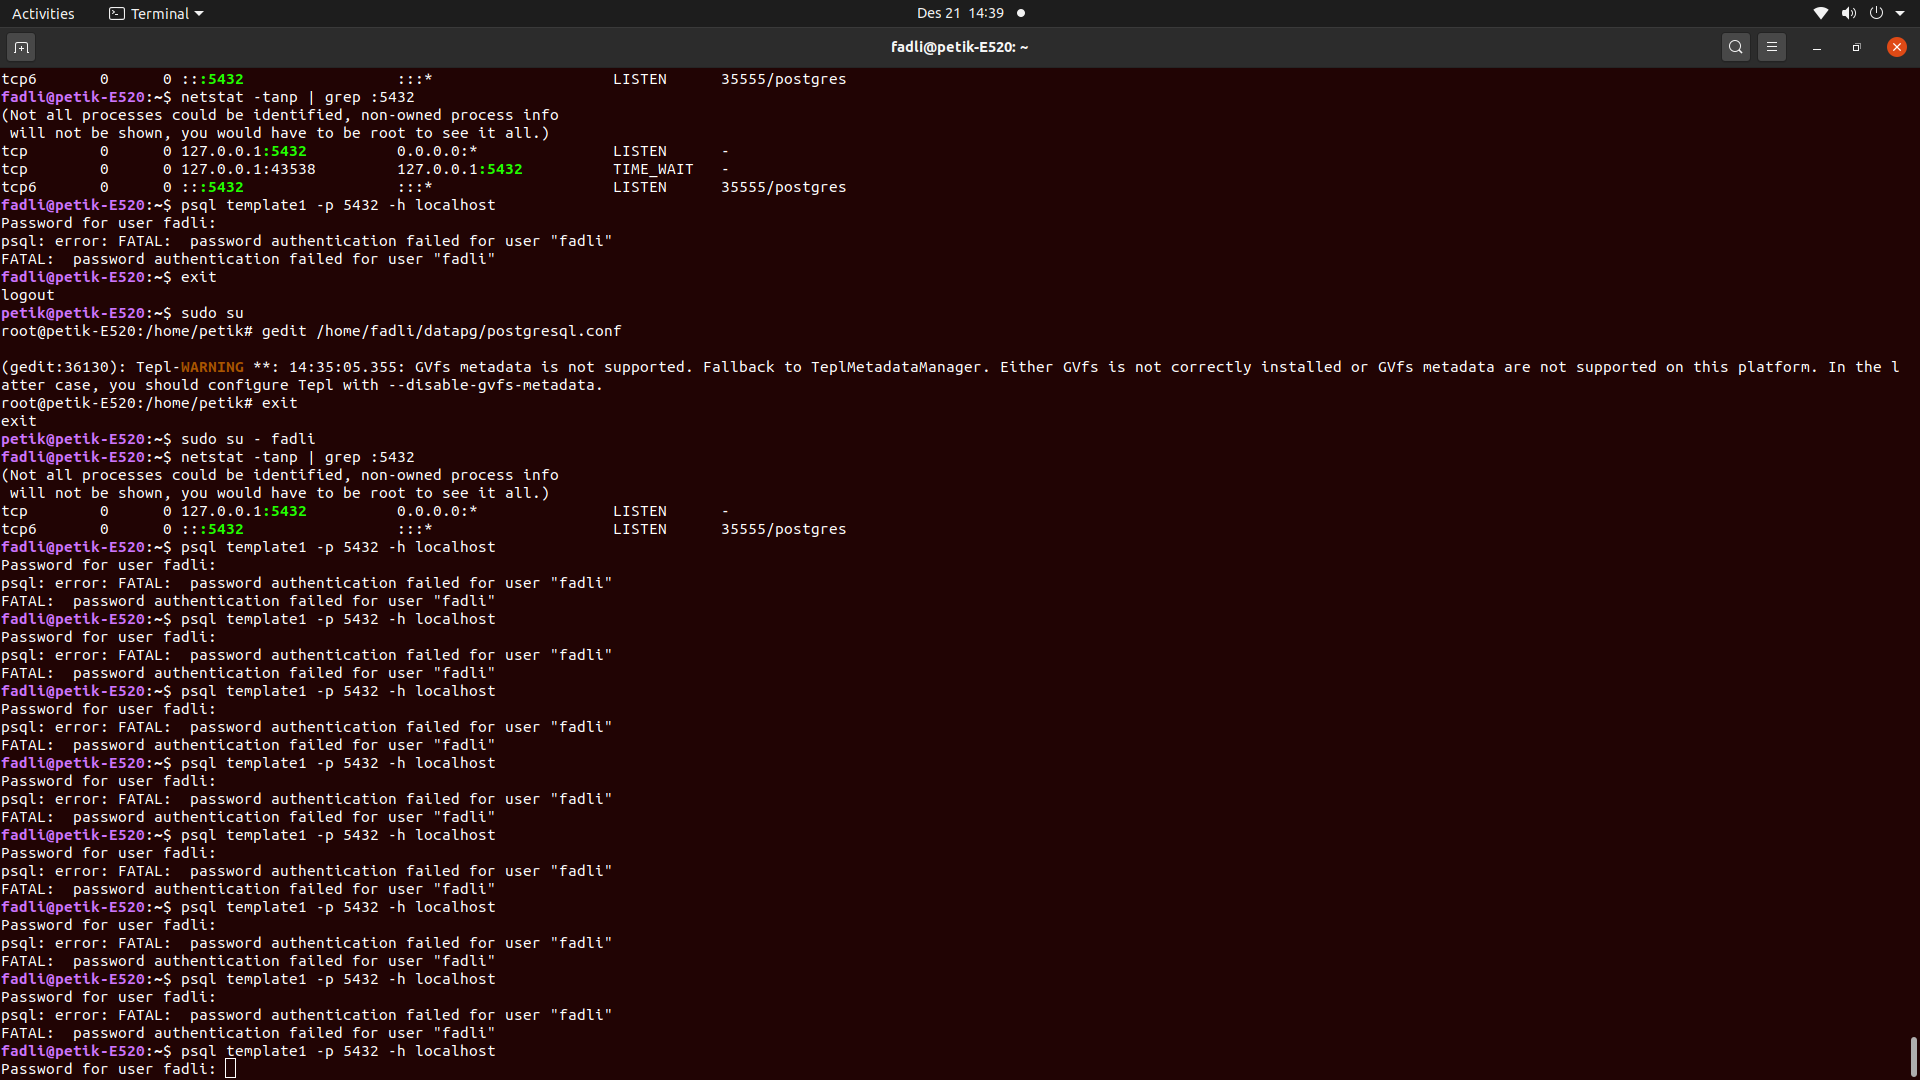 Activities Terminal Des 21 14:39
fadli@petik-E520: ~
tcp6 0 0 :::5432 :::* LISTEN 35555/postgres
fadli@petik-E520:~$ netstat -tanp | grep :5432
(Not all processes could be identified, non-owned process info
will not be shown, you would have to be root to see it all.)
tcp 0 0 127.0.0.1:5432 0.0.0.0:* LISTEN -
tcp 0 0 127.0.0.1:43538 127.0.0.1:5432 TIME_WAIT -
tcp6 0 0 :::5432 :::* LISTEN 35555/postgres
fadli@petik-E520:~$ psql template1 -p 5432 -h localhost
Password for user fadli:
psql: error: FATAL:  password authentication failed for user "fadli"
FATAL:  password authentication failed for user "fadli"
fadli@petik-E520:~$ exit
logout
petik@petik-E520:~$ sudo su
root@petik-E520:/home/petik# gedit /home/fadli/datapg/postgresql.conf
(gedit:36130): Tepl-WARNING **: 14:35:05.355: GVfs metadata is not supported. Fallback to TeplMetadataManager. Either GVfs is not correctly installed or GVfs metadata are not supported on this platform. In the l
atter case, you should configure Tepl with --disable-gvfs-metadata.
root@petik-E520:/home/petik# exit
exit
petik@petik-E520:~$ sudo su - fadli
fadli@petik-E520:~$ netstat -tanp | grep :5432
(Not all processes could be identified, non-owned process info
will not be shown, you would have to be root to see it all.)
tcp 0 0 127.0.0.1:5432 0.0.0.0:* LISTEN -
tcp6 0 0 :::5432 :::* LISTEN 35555/postgres
fadli@petik-E520:~$ psql template1 -p 5432 -h localhost
Password for user fadli:
psql: error: FATAL:  password authentication failed for user "fadli"
FATAL:  password authentication failed for user "fadli"
fadli@petik-E520:~$ psql template1 -p 5432 -h localhost
Password for user fadli:
psql: error: FATAL:  password authentication failed for user "fadli"
FATAL:  password authentication failed for user "fadli"
fadli@petik-E520:~$ psql template1 -p 5432 -h localhost
Password for user fadli:
psql: error: FATAL:  password authentication failed for user "fadli"
FATAL:  password authentication failed for user "fadli"
fadli@petik-E520:~$ psql template1 -p 5432 -h localhost
Password for user fadli:
psql: error: FATAL:  password authentication failed for user "fadli"
FATAL:  password authentication failed for user "fadli"
fadli@petik-E520:~$ psql template1 -p 5432 -h localhost
Password for user fadli:
psql: error: FATAL:  password authentication failed for user "fadli"
FATAL:  password authentication failed for user "fadli"
fadli@petik-E520:~$ psql template1 -p 5432 -h localhost
Password for user fadli:
psql: error: FATAL:  password authentication failed for user "fadli"
FATAL:  password authentication failed for user "fadli"
fadli@petik-E520:~$ psql template1 -p 5432 -h localhost
Password for user fadli:
psql: error: FATAL:  password authentication failed for user "fadli"
FATAL:  password authentication failed for user "fadli"
fadli@petik-E520:~$ psql template1 -p 5432 -h localhost
Password for user fadli: